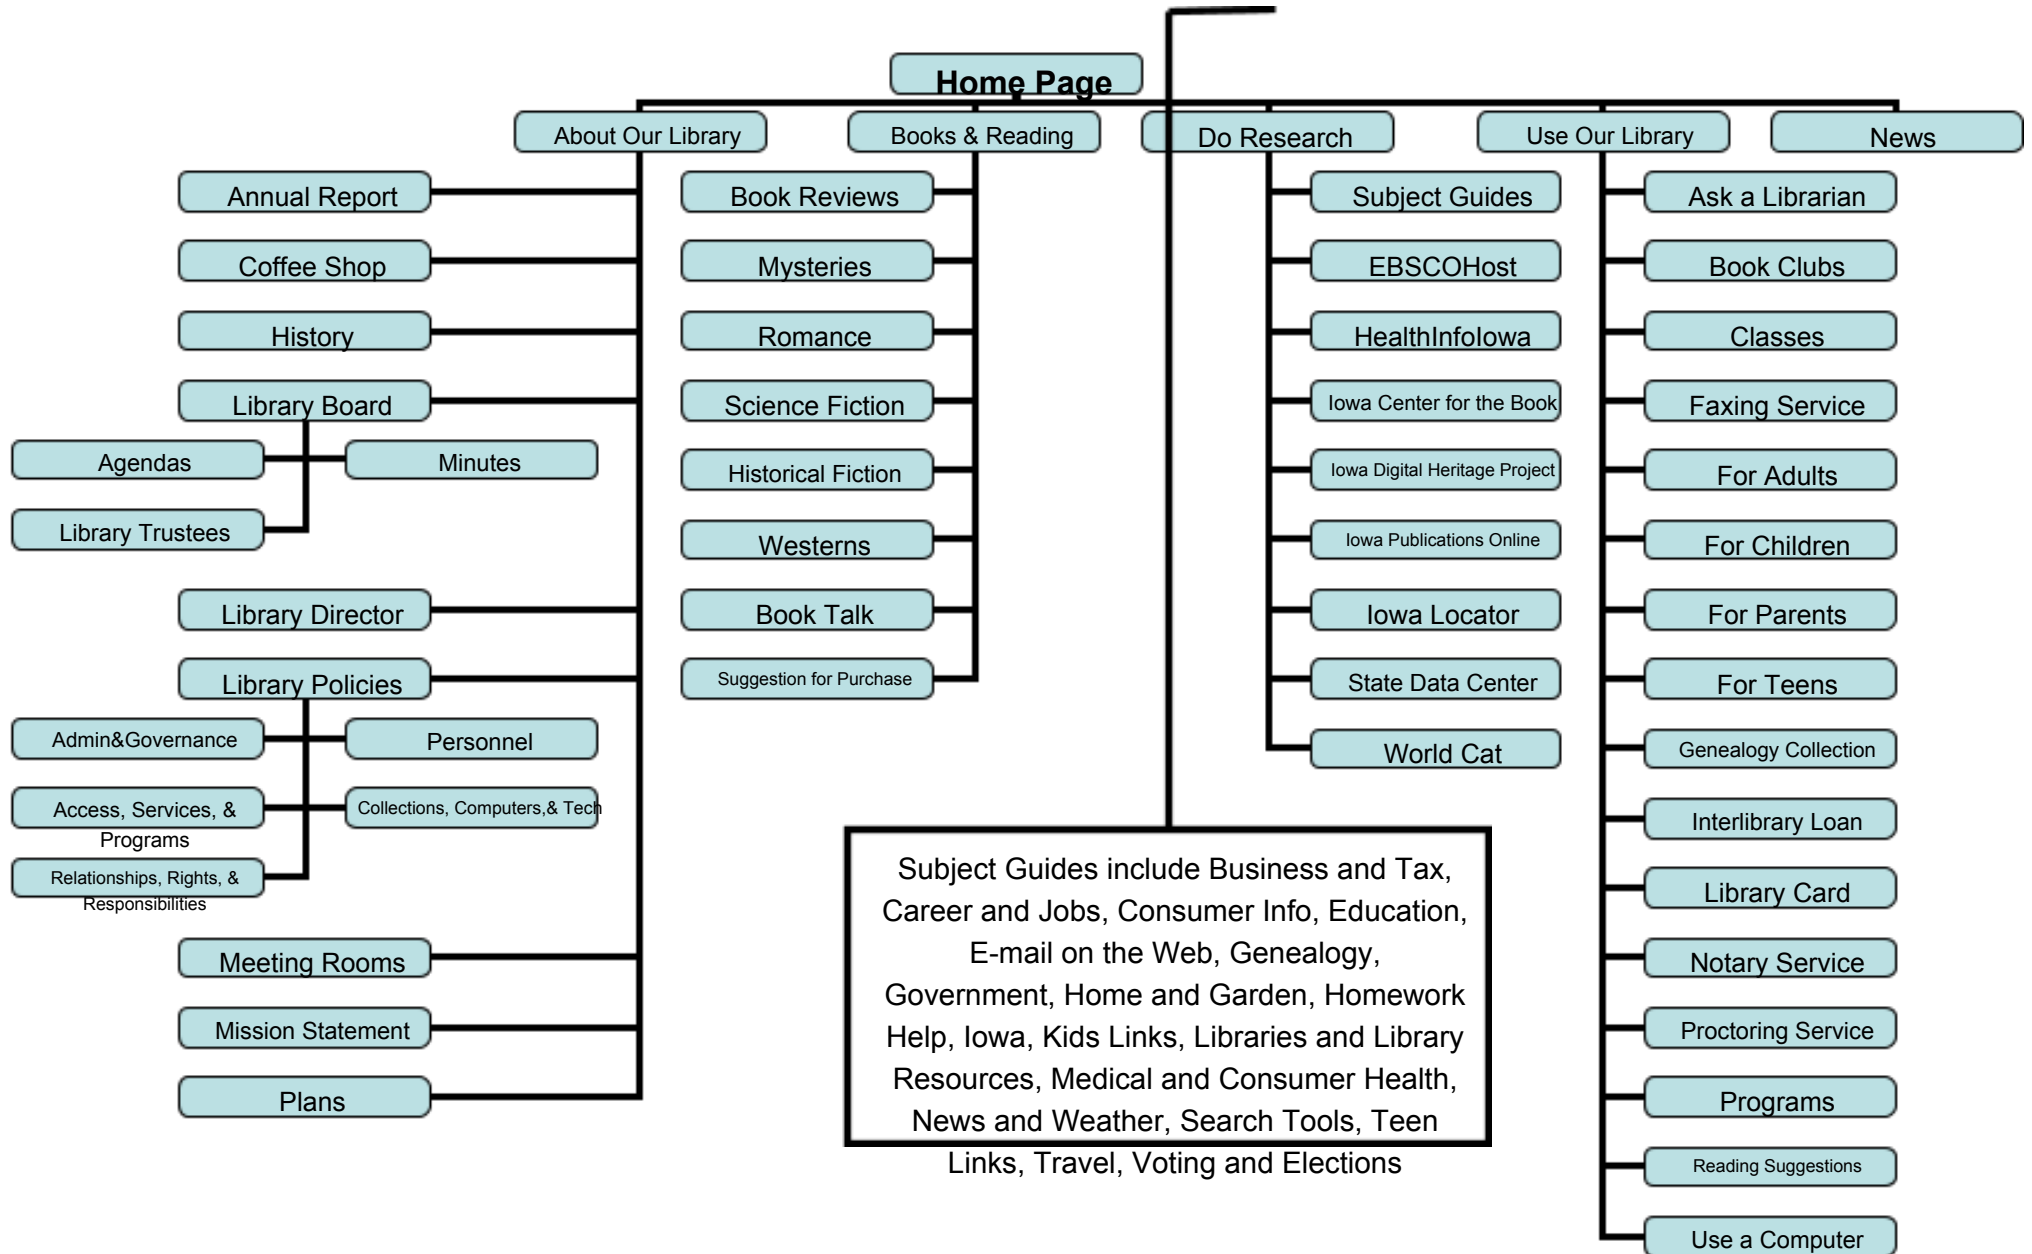 Home Page
About Our Library
Books & Reading
Do Research
Use Our Library
News
Annual Report
Coffee Shop
History
Library Board
Agendas
Minutes
Library Trustees
Library Director
Library Policies
Admin&Governance
Personnel
Access, Services, &
Programs
Collections, Computers,& Tech
Relationships, Rights, &
Responsibilities
Meeting Rooms
Mission Statement
Plans
Book Reviews
Mysteries
Romance
Science Fiction
Historical Fiction
Westerns
Book Talk
Suggestion for Purchase
Subject Guides
EBSCOHost
HealthInfoIowa
Iowa Center for the Book
Iowa Digital Heritage Project
Iowa Publications Online
Iowa Locator
State Data Center
World Cat
Subject Guides include Business and Tax,
Career and Jobs, Consumer Info, Education,
E-mail on the Web, Genealogy,
Government, Home and Garden, Homework
Help, Iowa, Kids Links, Libraries and Library
Resources, Medical and Consumer Health,
News and Weather, Search Tools, Teen
Links, Travel, Voting and Elections
Ask a Librarian
Book Clubs
Classes
Faxing Service
For Adults
For Children
For Parents
For Teens
Genealogy Collection
Interlibrary Loan
Library Card
Notary Service
Proctoring Service
Programs
Reading Suggestions
Use a Computer